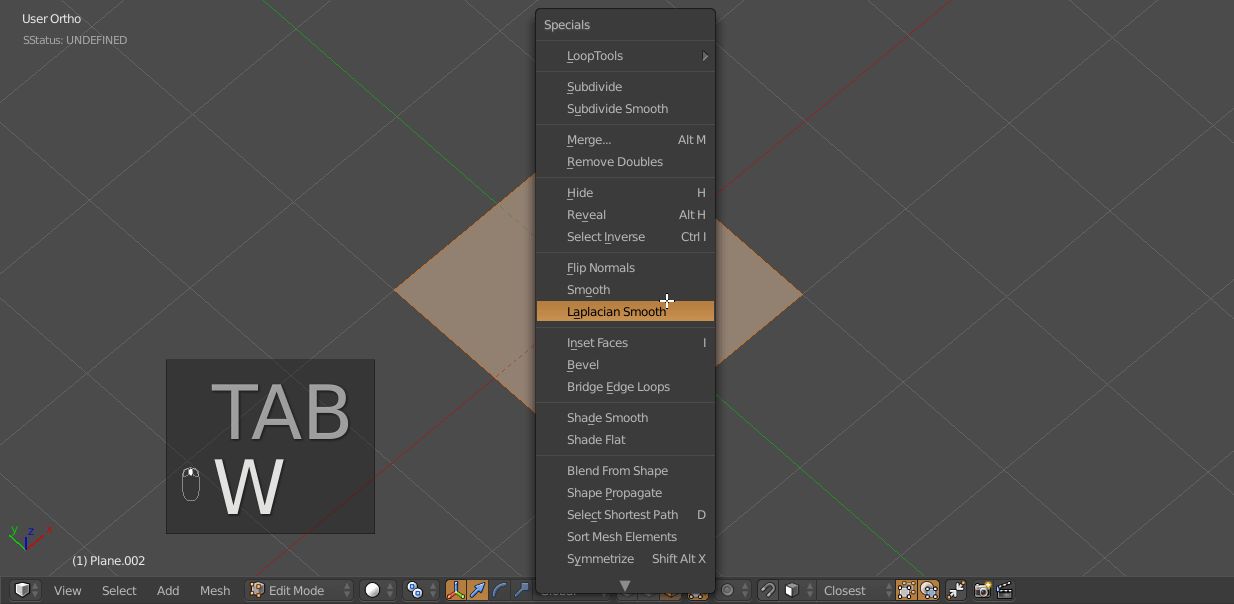 User Ortho
SStatus: UNDEFINED
Specials
LoopTools
Subdivide
Subdivide Smooth
Merge... Alt M
Remove Doubles
Hide H
Reveal Alt H
Select Inverse Ctrl I
Flip Normals
Smooth
Laplacian Smooth
Inset Faces I
Bevel
Bridge Edge Loops
Shade Smooth
Shade Flat
Blend From Shape
Shape Propagate
Select Shortest Path D
Sort Mesh Elements
Symmetrize Shift Alt X
TAB
W
y z x
(1) Plane.002
View Select Add Mesh Edit Mode Closest